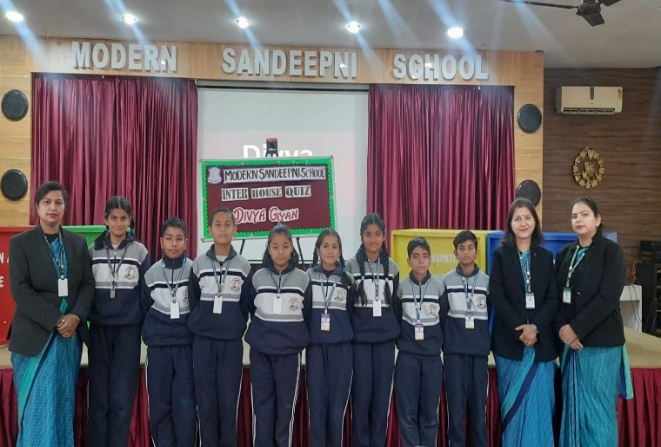 MODERN SANDEEPNI SCHOOL
Divya
MODERN SANDEEPNI SCHOOL
INTER HOUSE QUIZ
DIVYA GYAN